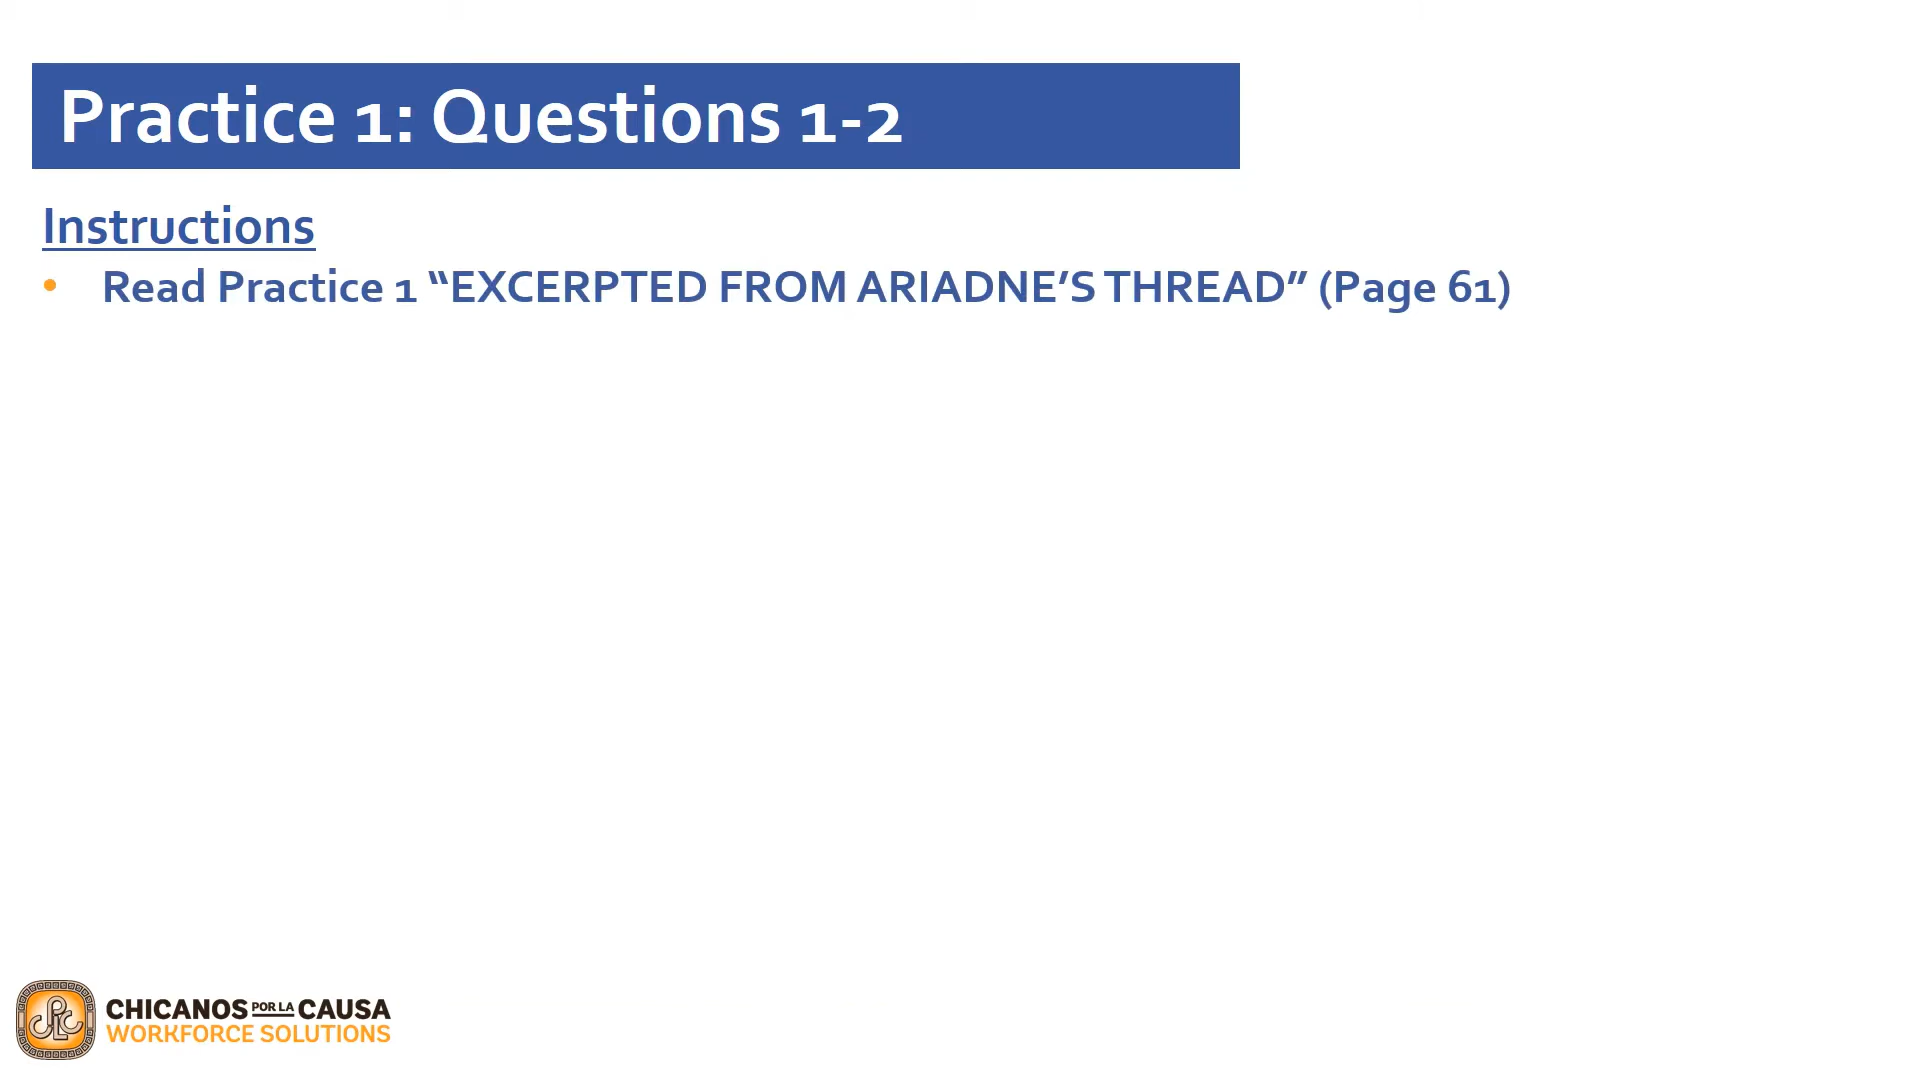 Practice 1: Questions 1-2
Instructions
• Read Practice 1 “EXCERPTED FROM ARIADNE’S THREAD” (Page 61)
CHICANOS POR LA CAUSA
WORKFORCE SOLUTIONS